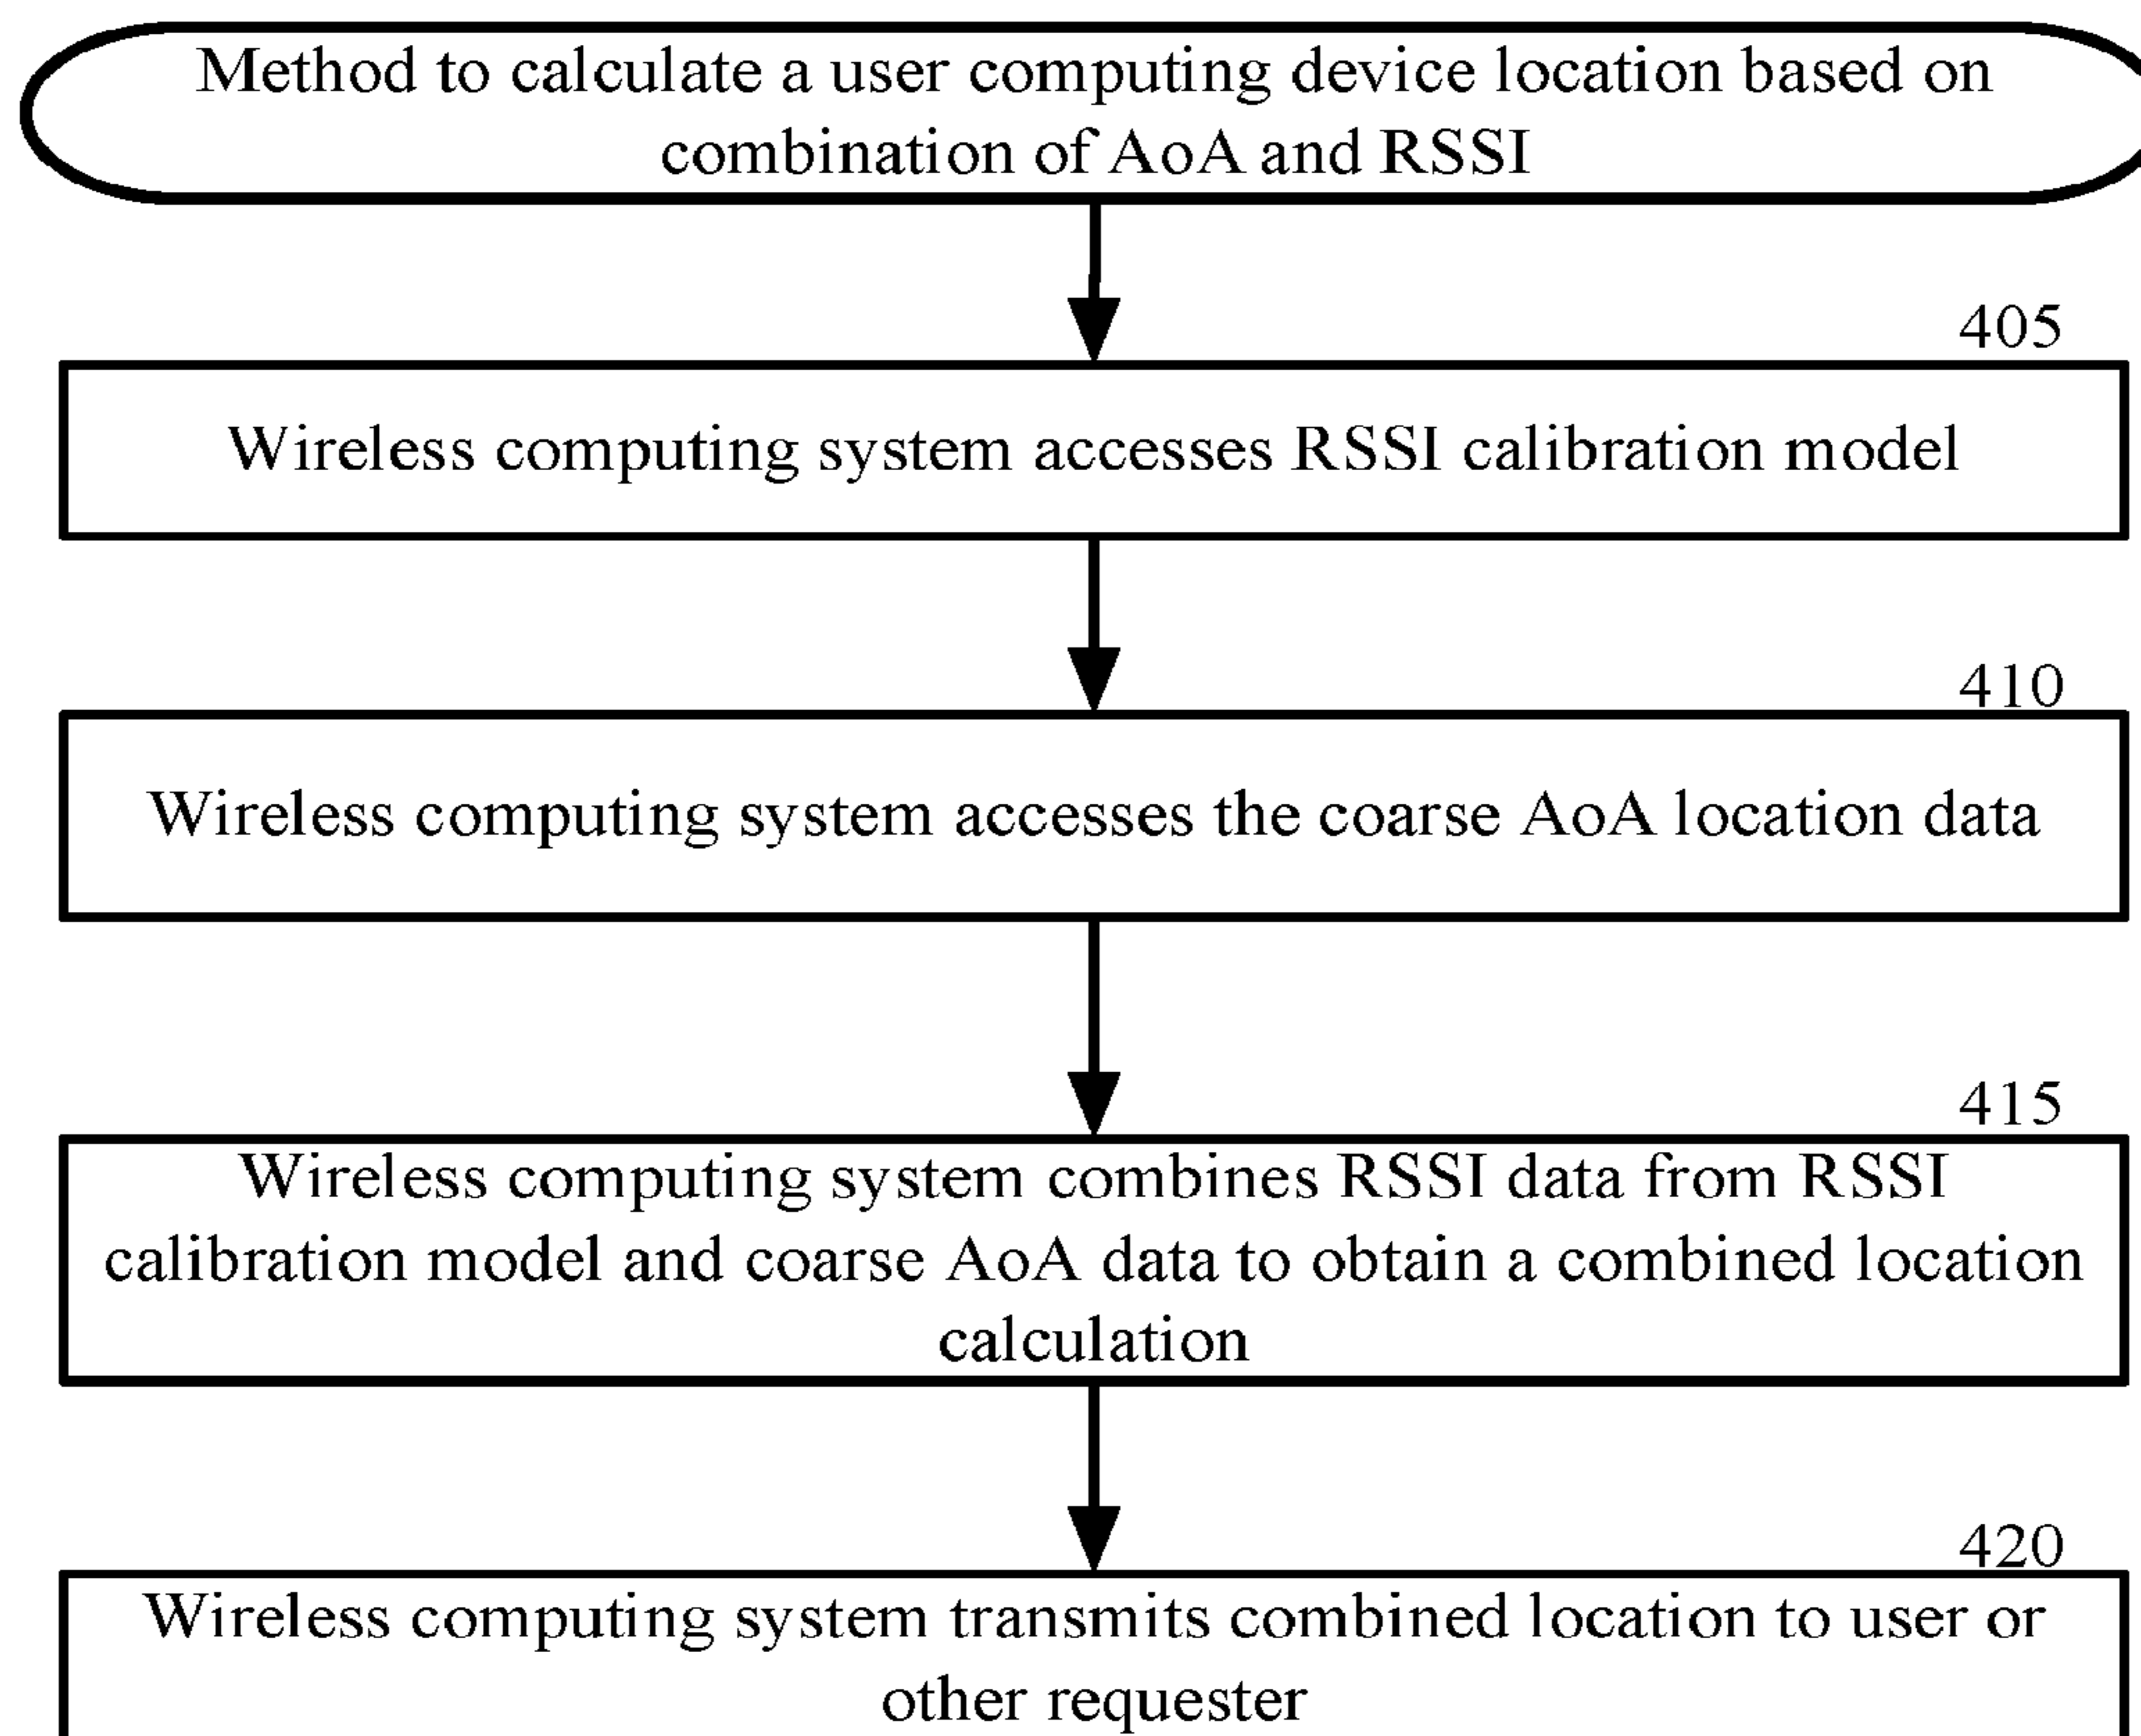 Method to calculate a user computing device location based on
combination of AoA and RSSI
405
Wireless computing system accesses RSSI calibration model
410
Wireless computing system accesses the coarse AoA location data
415
Wireless computing system combines RSSI data from RSSI
calibration model and coarse AoA data to obtain a combined location
calculation
420
Wireless computing system transmits combined location to user or
other requester